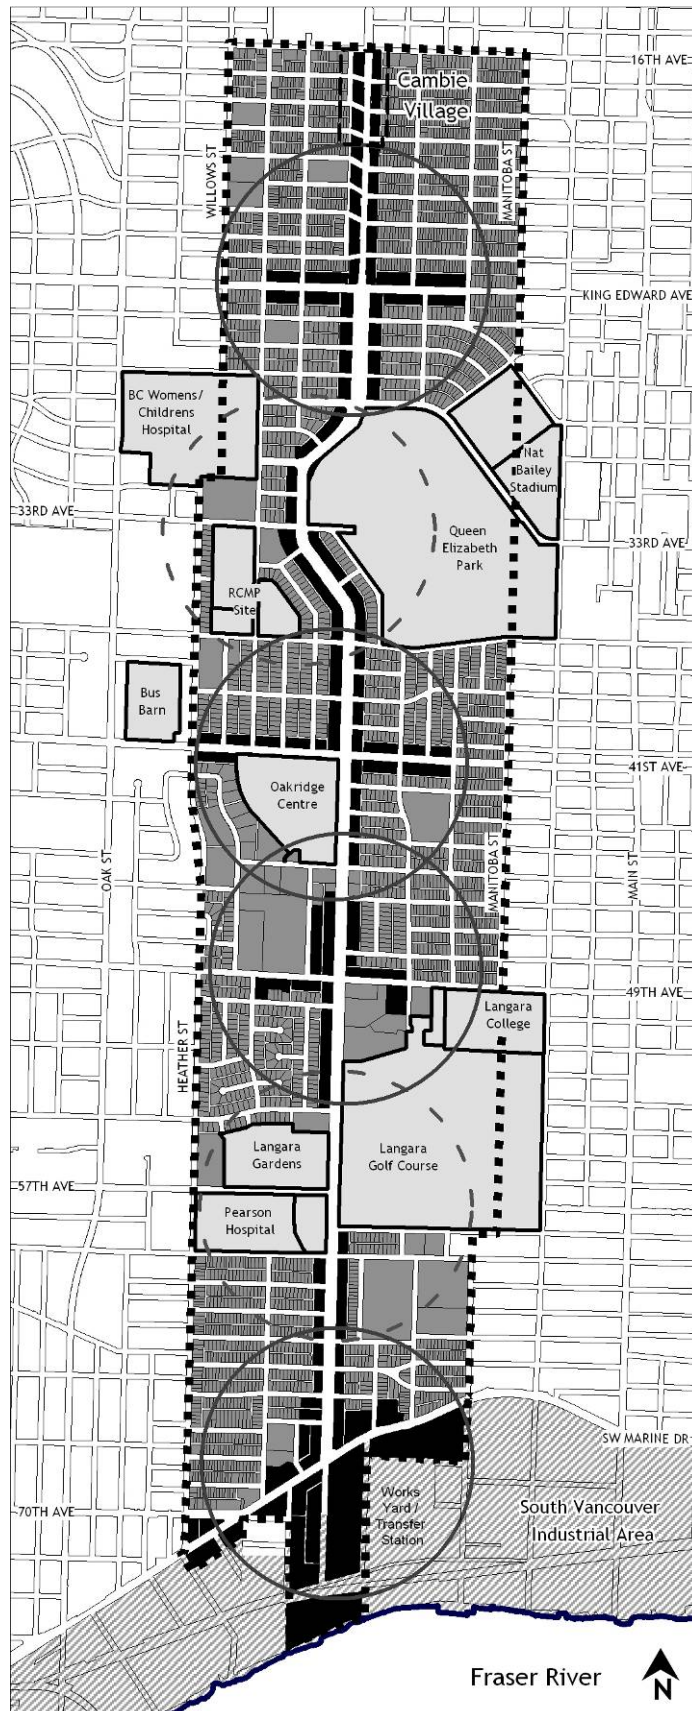 16TH AVE
Cambie
Village
WILLOWS ST
MANITOBA ST
KING EDWARD AVE
BC Womens/
Childrens
Hospital
Nat
Bailey
Stadium
33RD AVE
Queen
Elizabeth
Park
33RD AVE
RCMP
Site
Bus
Barn
41ST AVE
Oakridge
Centre
OAK ST
MANITOBA ST
MAIN ST
49TH AVE
Langara
College
HEATHER ST
Langara
Gardens
Langara
Golf Course
57TH AVE
Pearson
Hospital
SW MARINE DR
Works
Yard /
Transfer
Station
South Vancouver
Industrial Area
70TH AVE
Fraser River
N